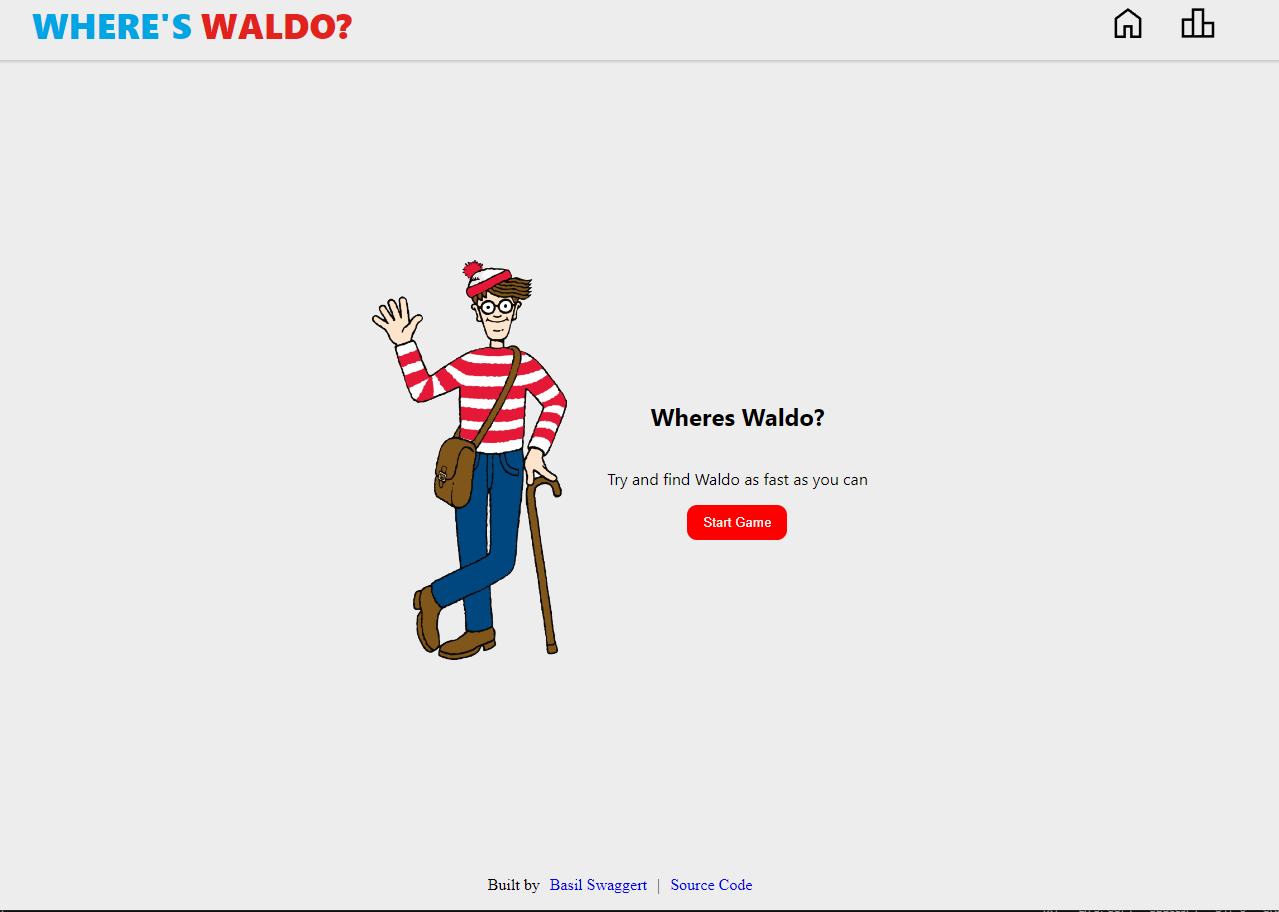 WHERE'S WALDO?
Wheres Waldo?
Try and find Waldo as fast as you can
Start Game
Built by Basil Swaggert | Source Code